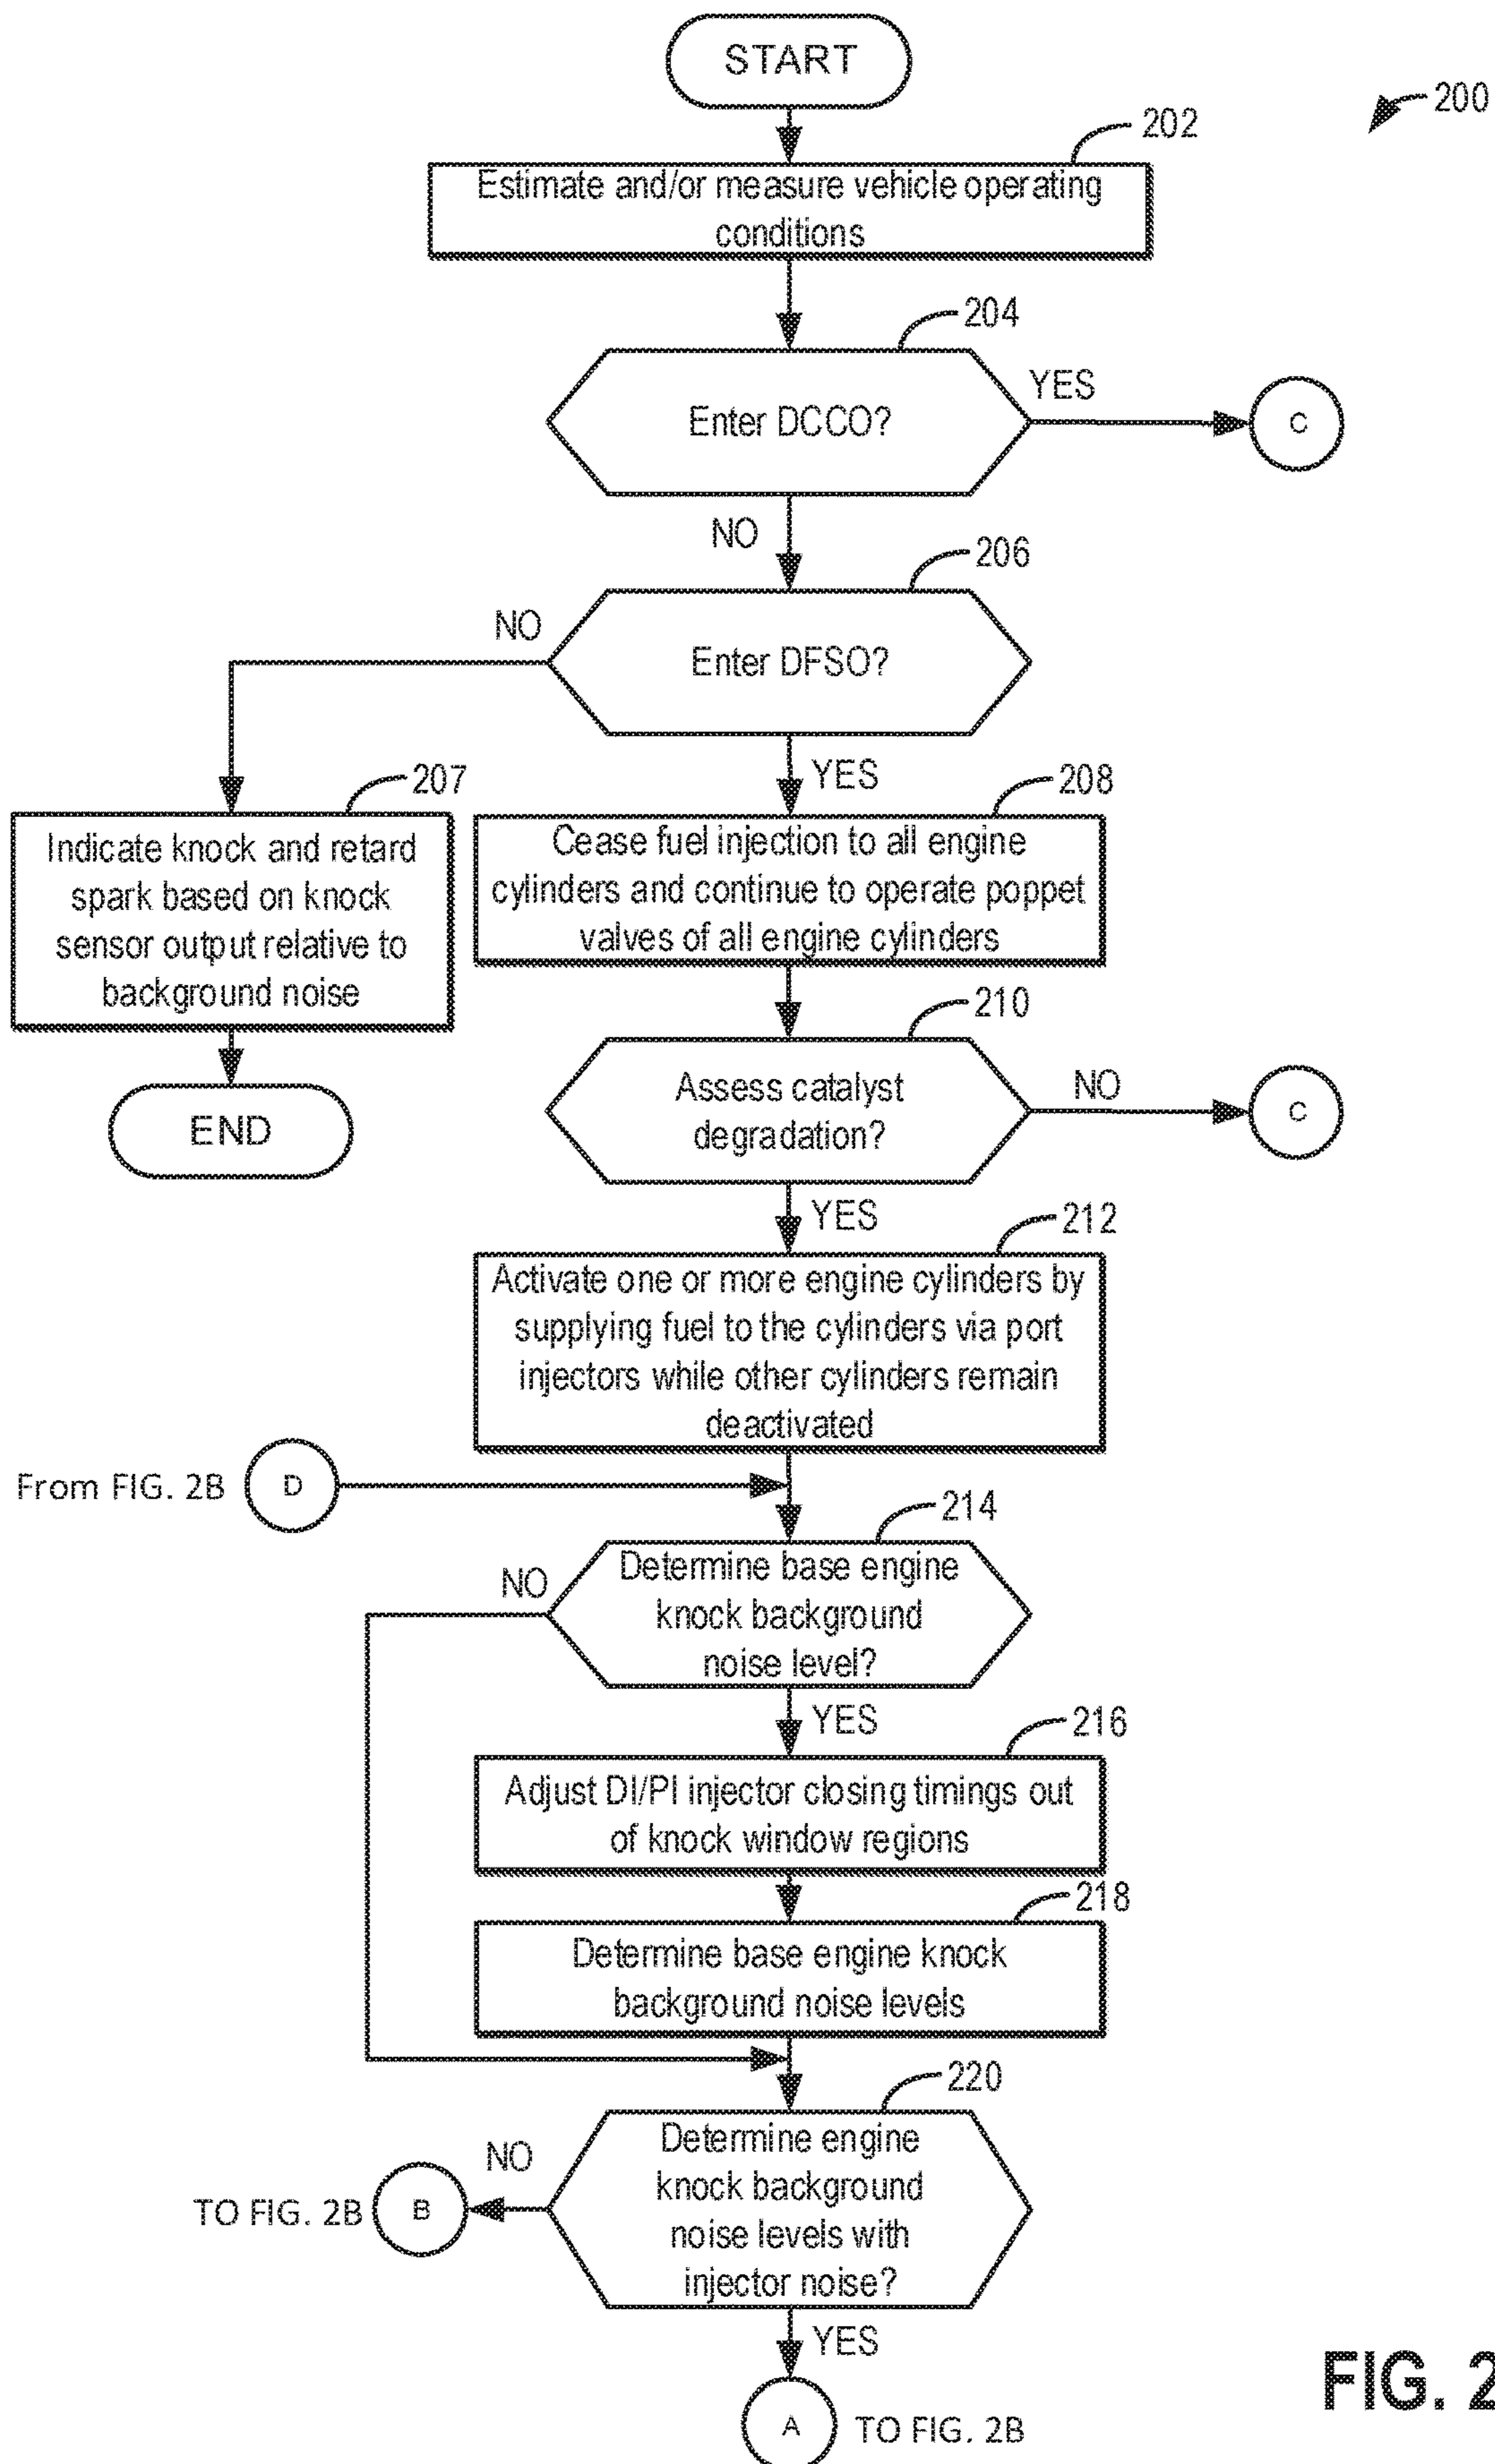 START
200
202
Estimate and/or measure vehicle operating
conditions
204
Enter DCCO?
YES
C
NO
206
Enter DFSO?
NO
YES
207
Indicate knock and retard
spark based on knock
sensor output relative to
background noise
END
208
Cease fuel injection to all engine
cylinders and continue to operate poppet
valves of all engine cylinders
210
Assess catalyst
degradation?
NO
C
YES
212
Activate one or more engine cylinders by
supplying fuel to the cylinders via port
injectors while other cylinders remain
deactivated
From FIG. 2B
D
214
Determine base engine
knock background
noise level?
NO
YES
216
Adjust DI/PI injector closing timings out
of knock window regions
218
Determine base engine knock
background noise levels
220
Determine engine
knock background
noise levels with
injector noise?
NO
B
TO FIG. 2B
YES
A
TO FIG. 2B
FIG. 2